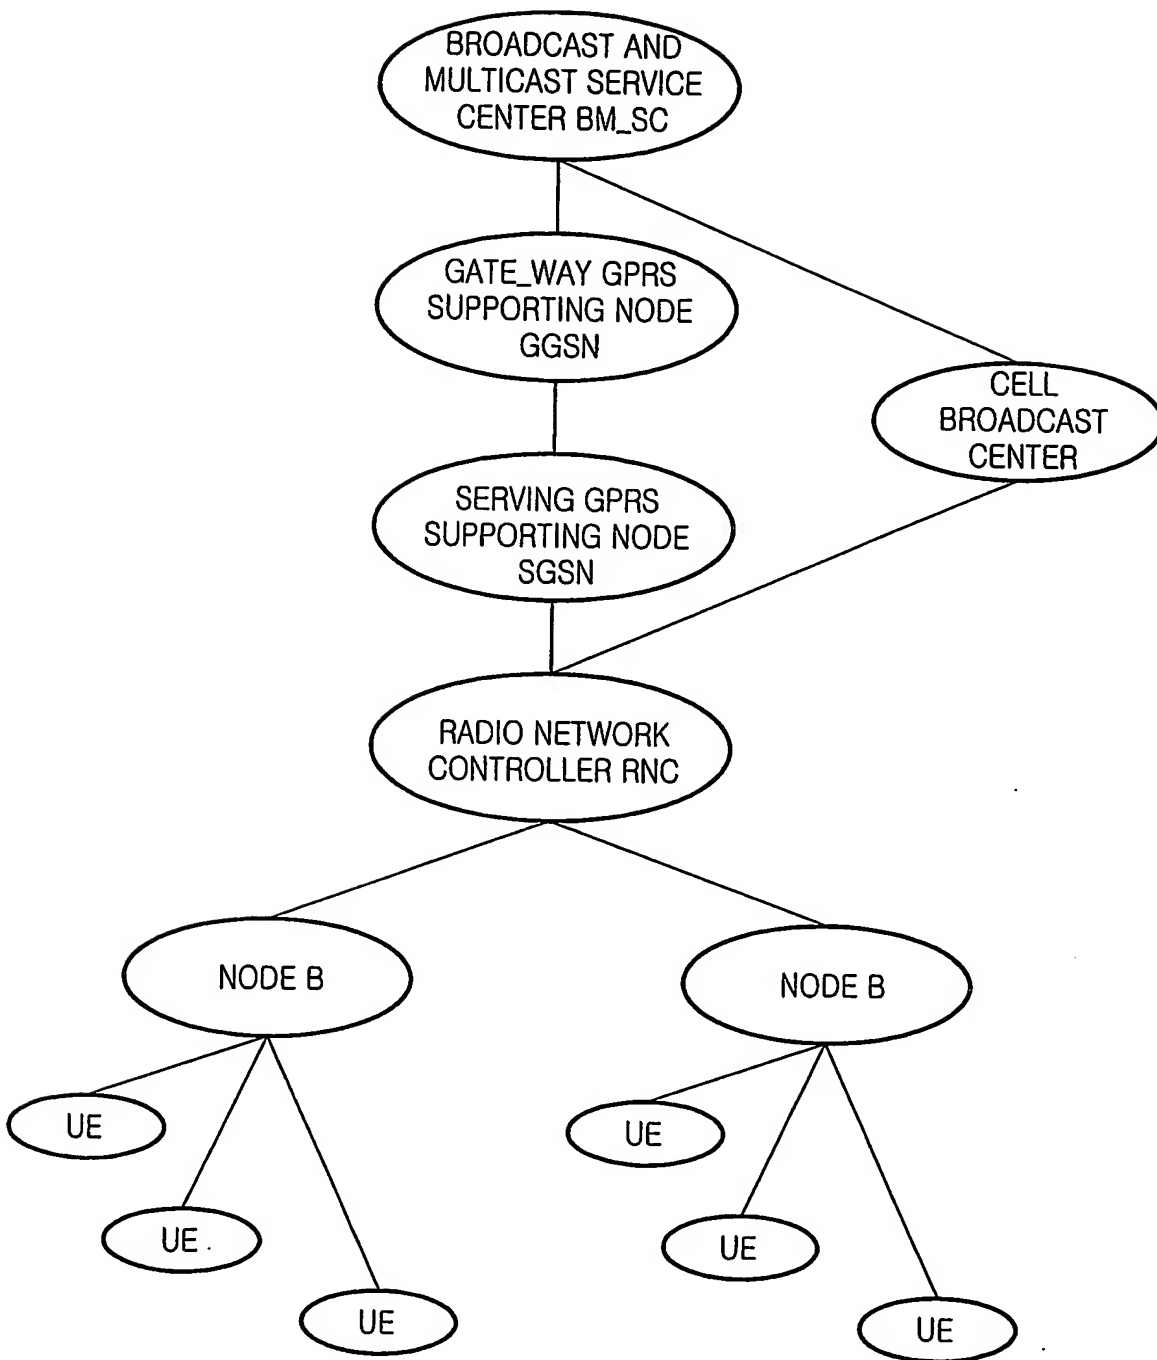 BROADCAST AND
MULTICAST SERVICE
CENTER BM_SC
GATE_WAY GPRS
SUPPORTING NODE
GGSN
CELL
BROADCAST
CENTER
SERVING GPRS
SUPPORTING NODE
SGSN
RADIO NETWORK
CONTROLLER RNC
NODE B
NODE B
UE
UE
UE
UE
UE
UE